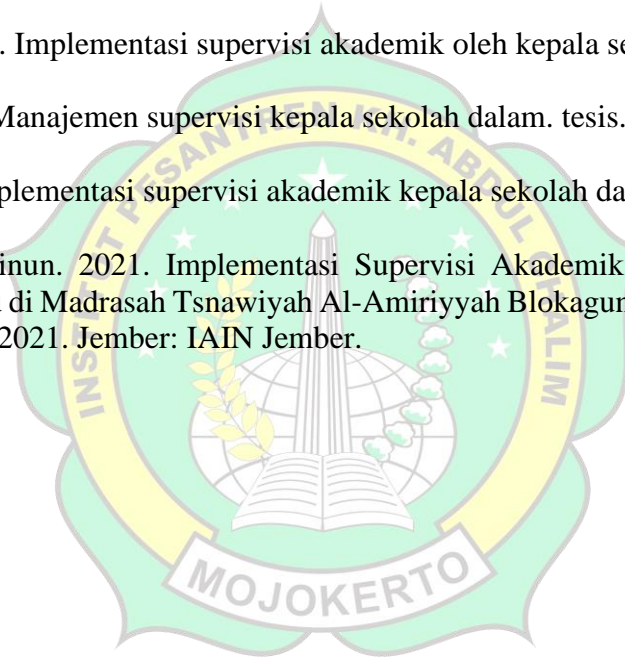 . Implementasi supervisi akademik oleh kepala se
Manajemen supervisi kepala sekolah dalam. tesis.
plementasi supervisi akademik kepala sekolah da
inun. 2021. Implementasi Supervisi Akademik
di Madrasah Tsnawiyah Al-Amiriyyah Blokagun
2021. Jember: IAIN Jember.
INSTITUT PESANTREN KH. ABDUL CHALIM
MOJOKERTO